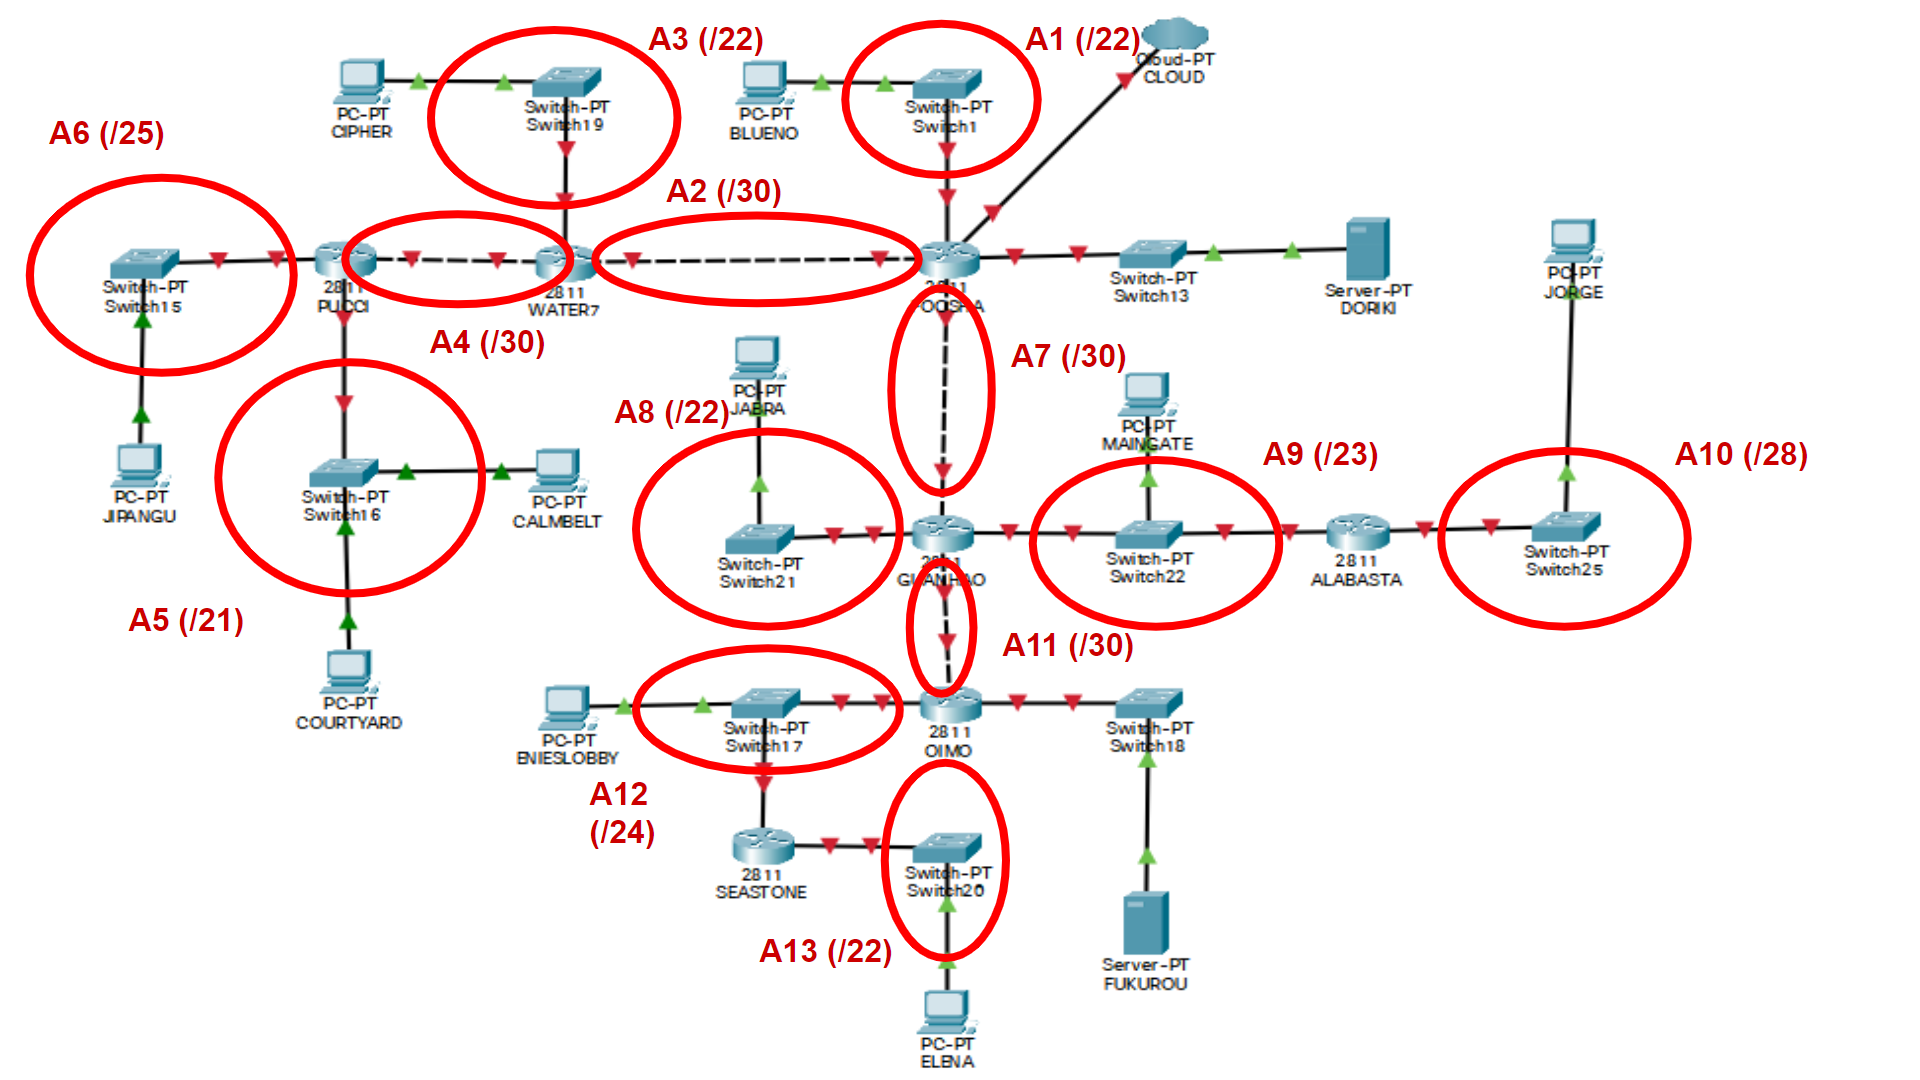 A3 (/22)
A1 (/22)
Cloud-PT
CLOUD
PC-PT
CIPHER
Switch-PT
Switch19
PC-PT
BLUENO
Switch-PT
Switch1
A6 (/25)
A2 (/30)
Switch-PT
Switch15
2811
PUCCI
2811
WATER7
2811
FOOSHA
Switch-PT
Switch13
Server-PT
DORIKI
PC-PT
JORGE
A4 (/30)
A7 (/30)
PC-PT
JABRA
A8 (/22)
PC-PT
MAINGATE
A9 (/23)
A10 (/28)
PC-PT
JIPANGU
Switch-PT
Switch16
PC-PT
CALMBELT
Switch-PT
Switch21
2811
GUANHAO
Switch-PT
Switch22
2811
ALABASTA
Switch-PT
Switch25
A5 (/21)
A11 (/30)
PC-PT
COURTYARD
PC-PT
ENIESLOBBY
Switch-PT
Switch17
2811
OIMO
Switch-PT
Switch18
A12
(/24)
2811
SEASTONE
Switch-PT
Switch20
A13 (/22)
Server-PT
FUKUROU
PC-PT
ELENA